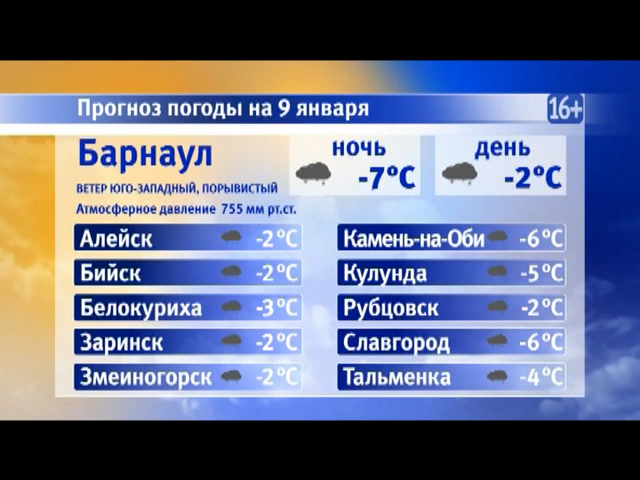 Прогноз погоды на 9 января
16+
Барнаул
ночь
-7°C
день
-2°C
ВЕТЕР ЮГО-ЗАПАДНЫЙ, ПОРЫВИСТЫЙ
Атмосферное давление 755 мм рт.ст.
Алейск -2°C
Бийск -2°C
Белокуриха -3°C
Заринск -2°C
Змеиногорск -2°C
Камень-на-Оби -6°C
Кулунда -5°C
Рубцовск -2°C
Славгород -6°C
Тальменка -4°C